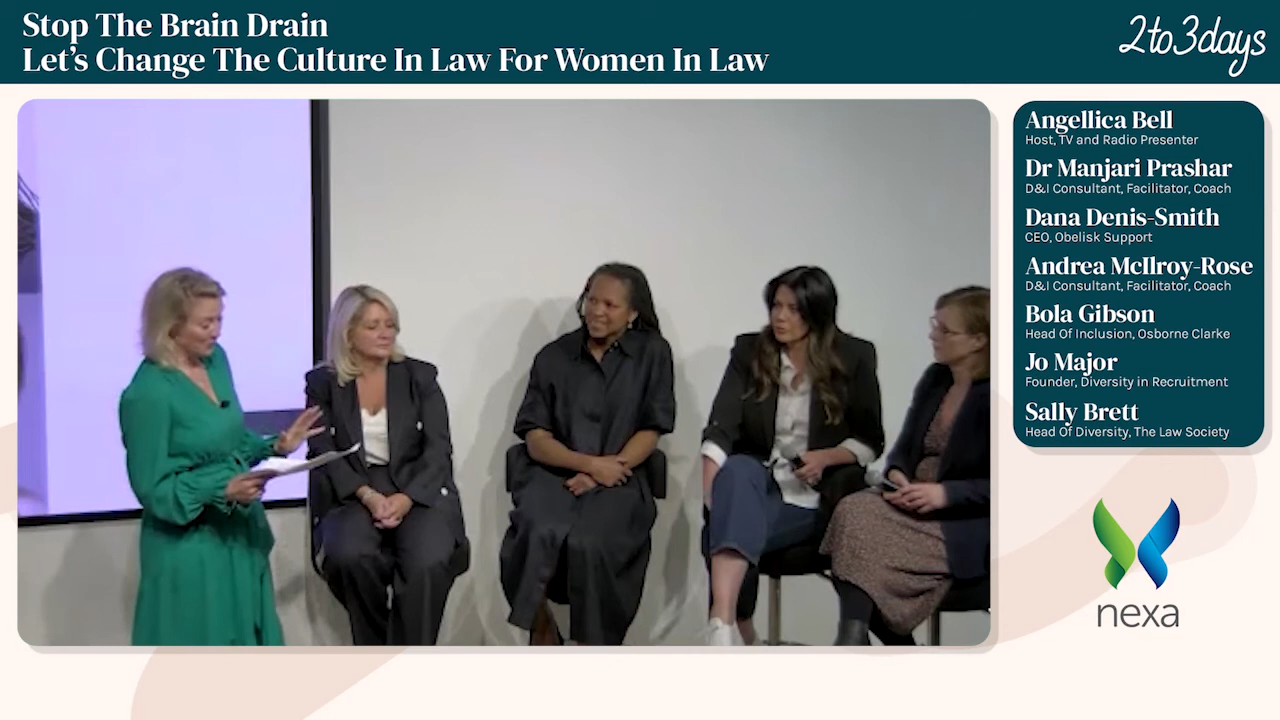 Stop The Brain Drain
Let's Change The Culture In Law For Women In Law
2to3days
Angellica Bell
Host, TV and Radio Presenter
Dr Manjari Prashar
D&I Consultant, Facilitator, Coach
Dana Denis-Smith
CEO, Obelisk Support
Andrea McIlroy-Rose
D&I Consultant, Facilitator, Coach
Bola Gibson
Head Of Inclusion, Osborne Clarke
Jo Major
Founder, Diversity in Recruitment
Sally Brett
Head Of Diversity, The Law Society
nexa